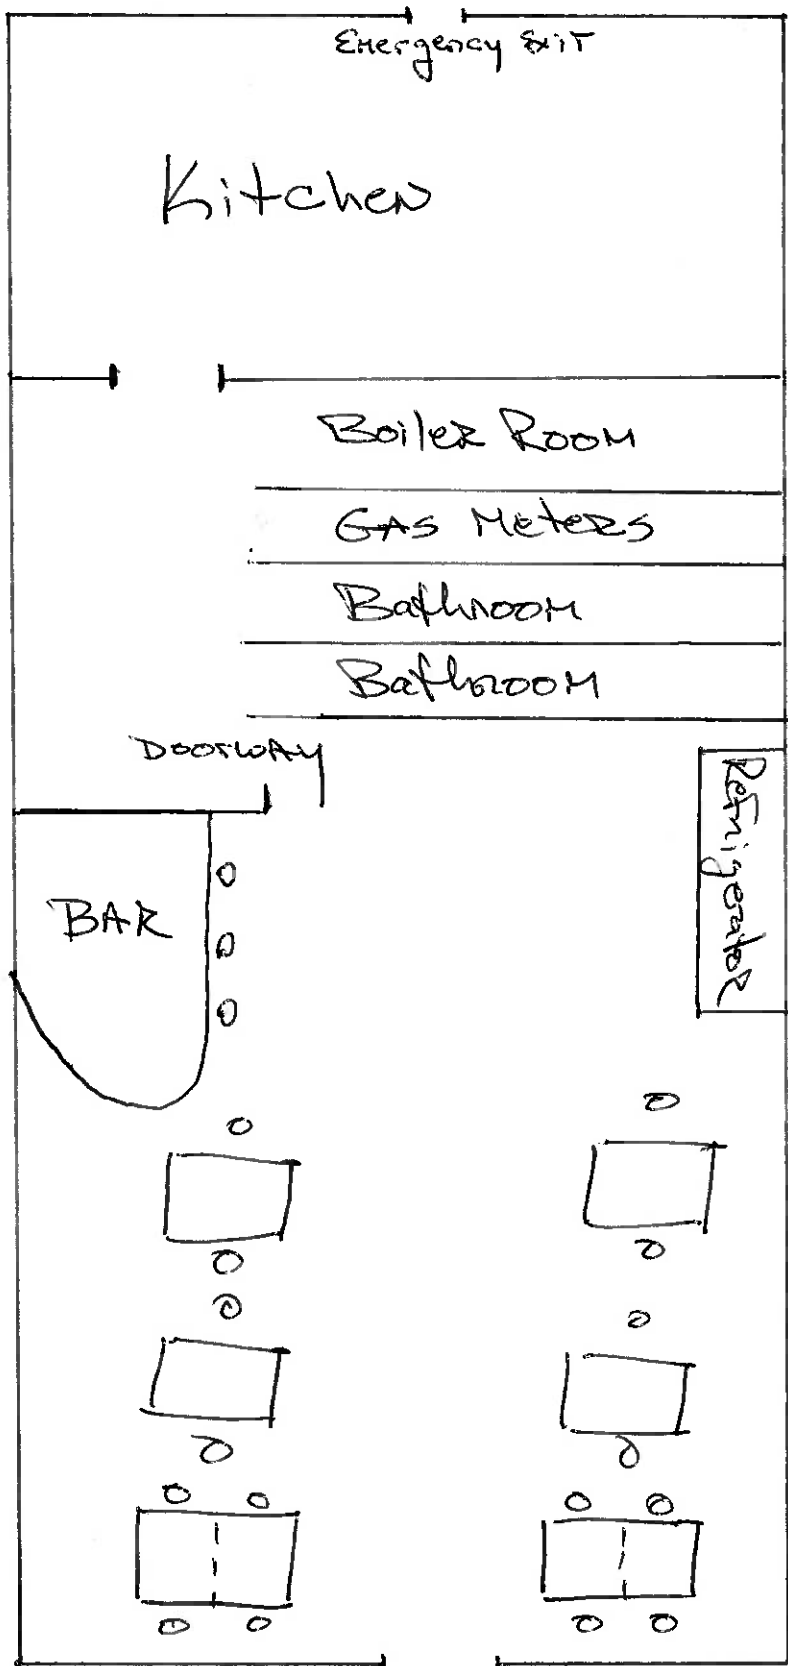 Emergency Exit
Kitchen
Boiler Room
GAS Meters
Bathroom
Bathroom
Doorway
Refrigerator
BAR